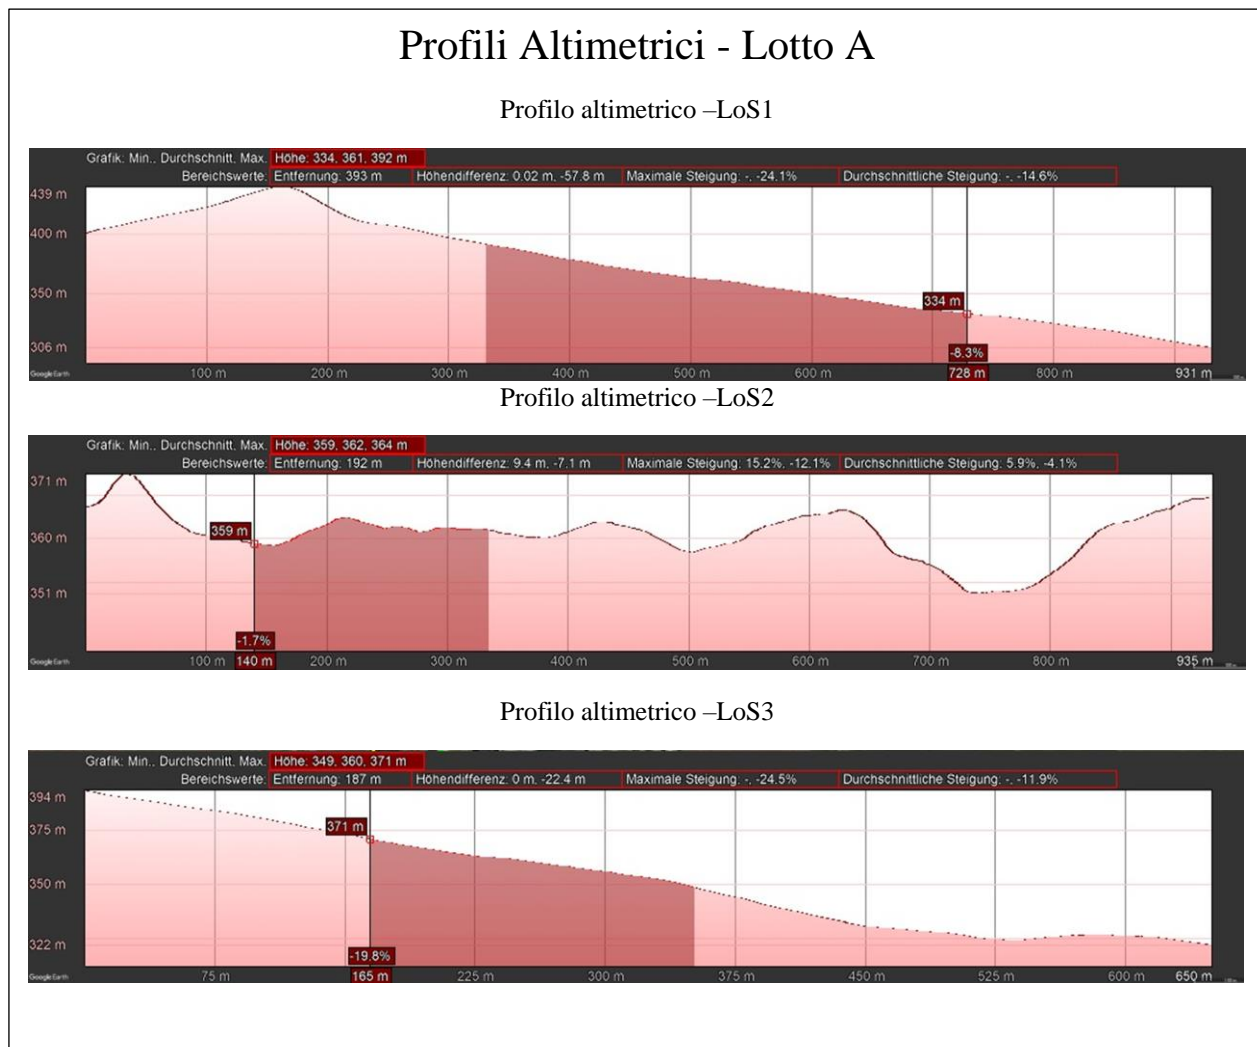 Profili Altimetrici - Lotto A
Profilo altimetrico –LoS1
Grafik: Min., Durchschnitt, Max. Höhe: 334, 361, 392 m
Bereichswerte: Entfernung: 393 m Höhendifferenz: 0.02 m, -57.8 m Maximale Steigung: -, -24.1% Durchschnittliche Steigung: -, -14.6%
439 m
400 m
350 m
334 m
306 m
-8.3%
Google Earth 100 m 200 m 300 m 400 m 500 m 600 m 728 m 800 m 931 m
Profilo altimetrico –LoS2
Grafik: Min., Durchschnitt, Max. Höhe: 359, 362, 364 m
Bereichswerte: Entfernung: 192 m Höhendifferenz: 9.4 m, -7.1 m Maximale Steigung: 15.2%, -12.1% Durchschnittliche Steigung: 5.9%, -4.1%
371 m
359 m
360 m
351 m
-1.7%
Google Earth 100 m 140 m 200 m 300 m 400 m 500 m 600 m 700 m 800 m 935 m
Profilo altimetrico –LoS3
Grafik: Min., Durchschnitt, Max. Höhe: 349, 360, 371 m
Bereichswerte: Entfernung: 187 m Höhendifferenz: 0 m, -22.4 m Maximale Steigung: -, -24.5% Durchschnittliche Steigung: -, -11.9%
394 m
371 m
375 m
350 m
322 m
-19.8%
Google Earth 75 m 165 m 225 m 300 m 375 m 450 m 525 m 600 m 650 m